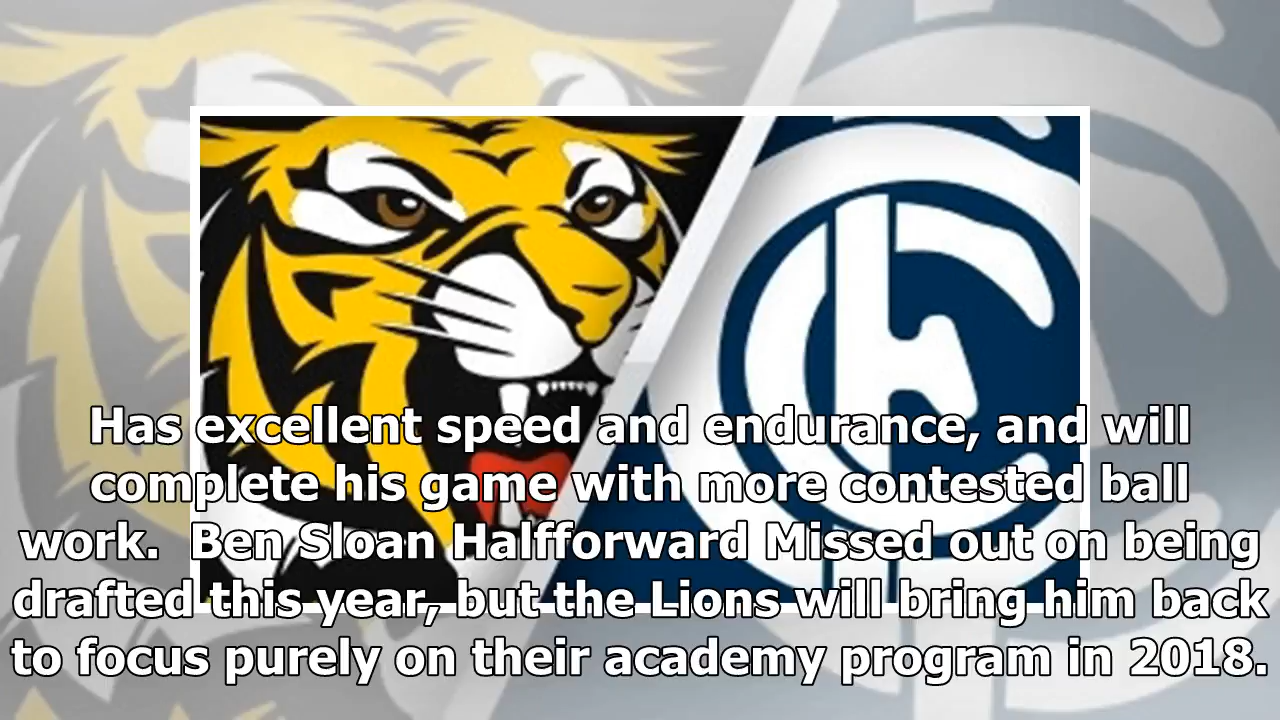 Has excellent speed and endurance, and will
complete his game with more contested ball
work.  Ben Sloan Halfforward Missed out on being
drafted this year, but the Lions will bring him back
to focus purely on their academy program in 2018.